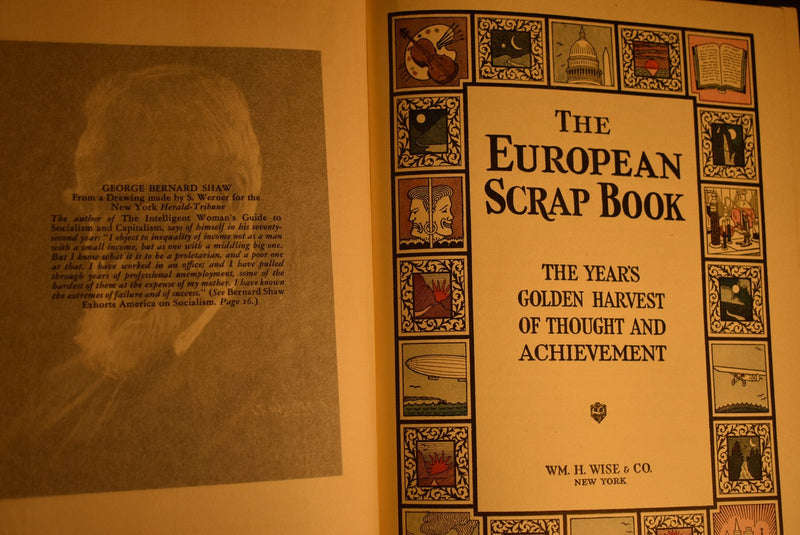 GEORGE BERNARD SHAW
From a Drawing made by S. Werner for the
New York Herald-Tribune
The author of The Intelligent Woman's Guide to
Socialism and Capitalism, says of himself in his seventy-
second year: "I object to inequality of income not as a man
with a small income, but as one with a middling big one.
But I know what it is to be a proletarian, and a poor one
at that. I have worked in an office; and I have pulled
through years of professional unemployment, some of the
hardest of them at the expense of my mother. I have known
the extremes of failure and of success." (See Bernard Shaw
Exhorts America on Socialism. Page 16.)
THE
EUROPEAN
SCRAP BOOK
THE YEAR'S
GOLDEN HARVEST
OF THOUGHT AND
ACHIEVEMENT
WM. H. WISE & CO.
NEW YORK